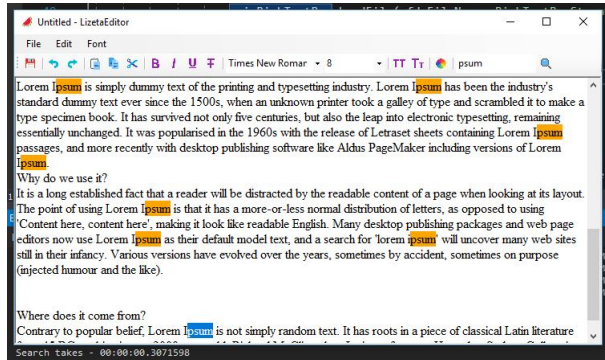 Untitled - LizetaEditor
File Edit Font
B I U T Times New Romar 8 TT Tт psum
Lorem Ipsum is simply dummy text of the printing and typesetting industry. Lorem Ipsum has been the industry's
standard dummy text ever since the 1500s, when an unknown printer took a galley of type and scrambled it to make a
type specimen book. It has survived not only five centuries, but also the leap into electronic typesetting, remaining
essentially unchanged. It was popularised in the 1960s with the release of Letraset sheets containing Lorem Ipsum
passages, and more recently with desktop publishing software like Aldus PageMaker including versions of Lorem
Ipsum.
Why do we use it?
It is a long established fact that a reader will be distracted by the readable content of a page when looking at its layout.
The point of using Lorem Ipsum is that it has a more-or-less normal distribution of letters, as opposed to using
'Content here, content here', making it look like readable English. Many desktop publishing packages and web page
editors now use Lorem Ipsum as their default model text, and a search for 'lorem ipsum' will uncover many web sites
still in their infancy. Various versions have evolved over the years, sometimes by accident, sometimes on purpose
(injected humour and the like).
Where does it come from?
Contrary to popular belief, Lorem Ipsum is not simply random text. It has roots in a piece of classical Latin literature
Search takes - 00:00:00.3071598